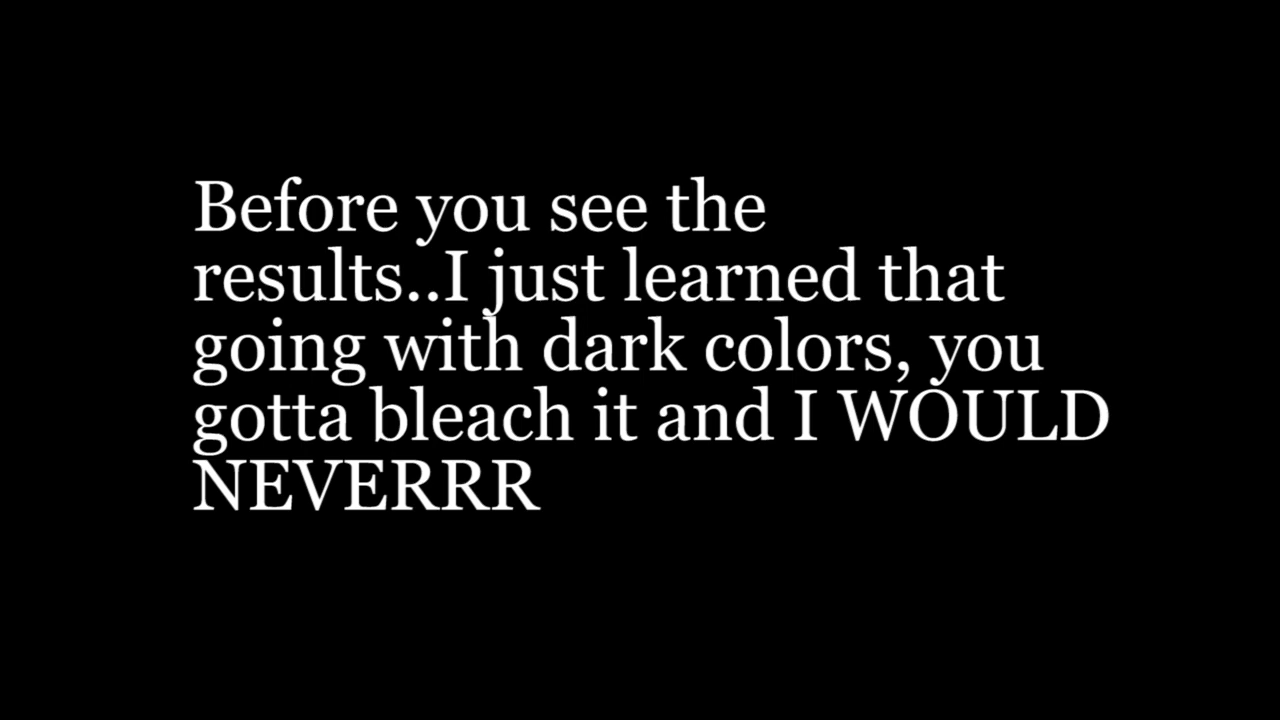 Before you see the
results..I just learned that
going with dark colors, you
gotta bleach it and I WOULD
NEVERRR